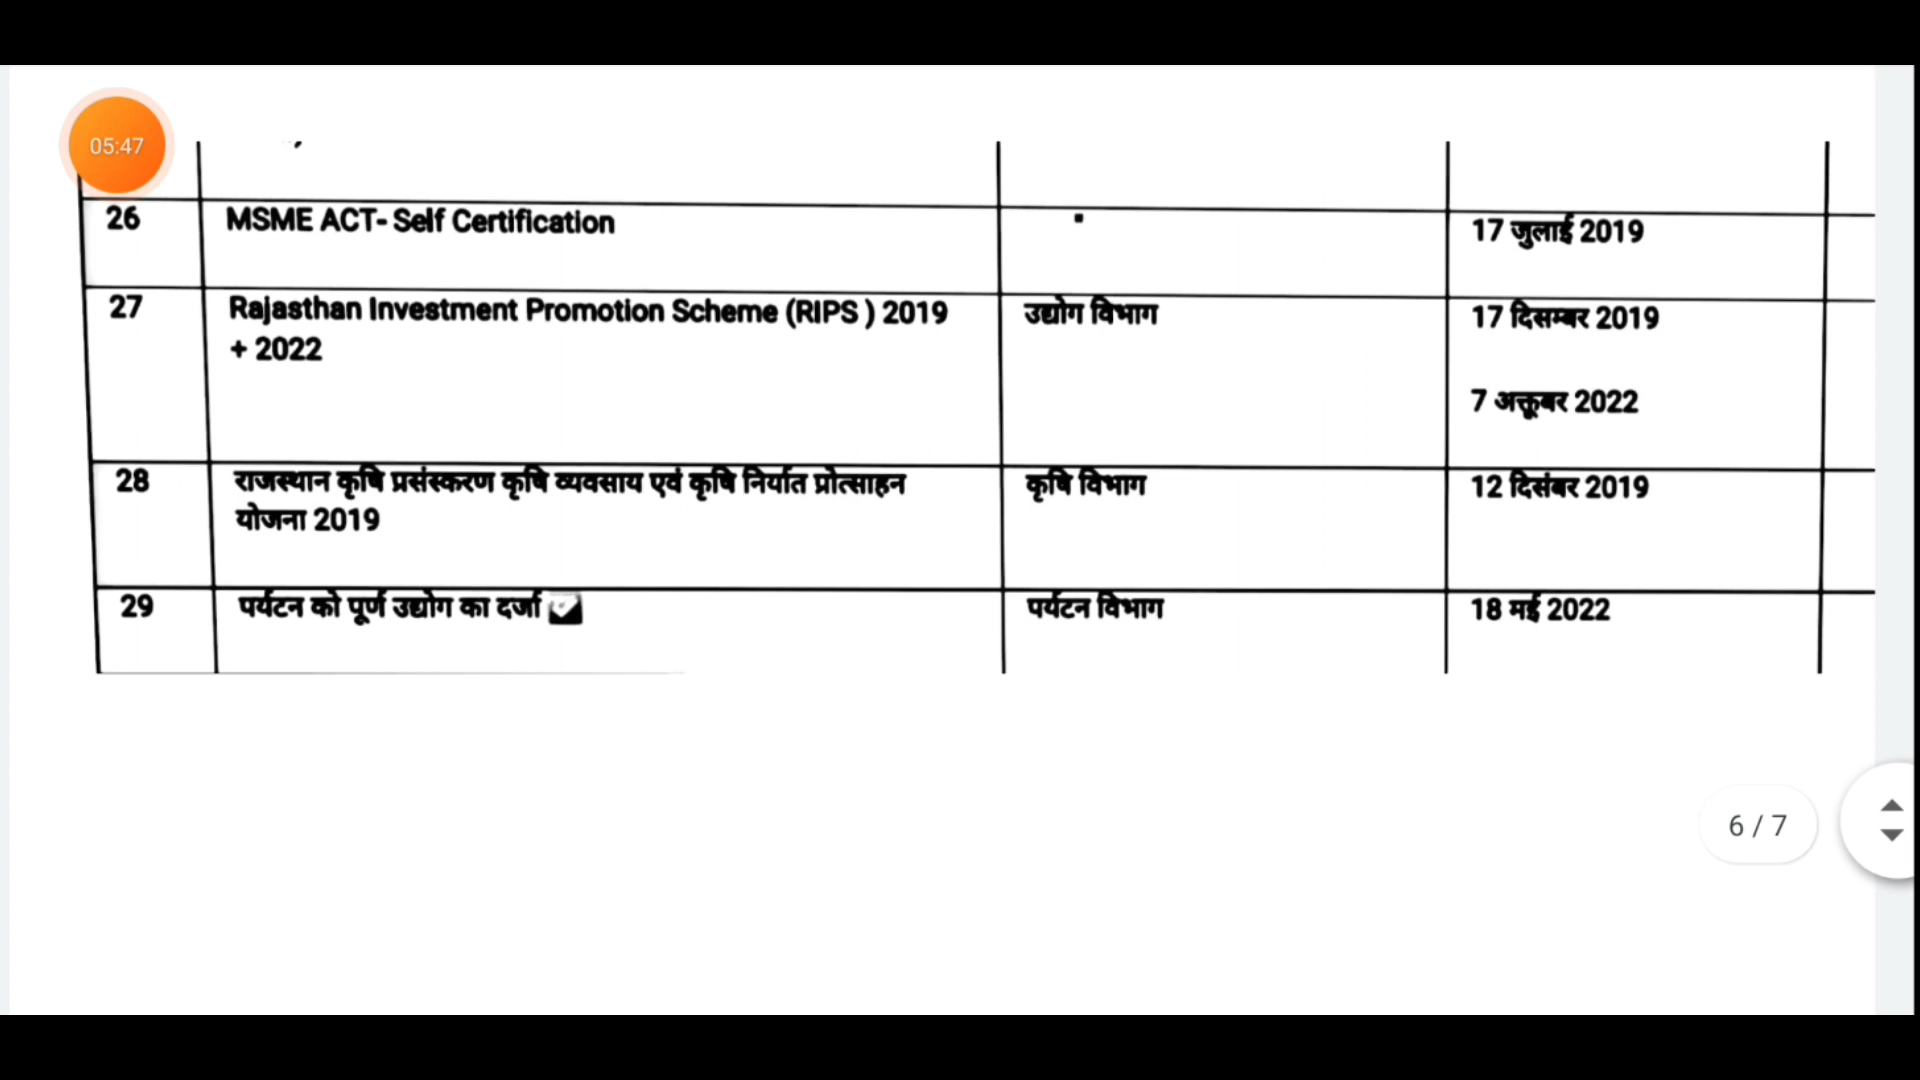 05:47
26 MSME ACT- Self Certification 17 जुलाई 2019
27 Rajasthan Investment Promotion Scheme (RIPS ) 2019 उद्योग विभाग 17 दिसम्बर 2019
+ 2022
7 अक्टूबर 2022
28 राजस्थान कृषि प्रसंस्करण कृषि व्यवसाय एवं कृषि निर्यात प्रोत्साहन कृषि विभाग 12 दिसंबर 2019
योजना 2019
29 पर्यटन को पूर्ण उद्योग का दर्जा पर्यटन विभाग 18 मई 2022
6 / 7